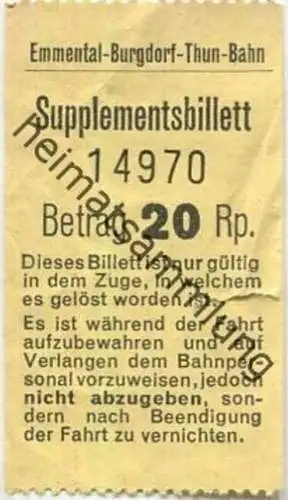 Emmental-Burgdorf-Thun-Bahn
Supplementsbillett
14970
Betrag 20 Rp.
Dieses Billett ist nur gültig
in dem Zuge, in welchem
es gelöst worden ist.
Es ist während der Fahrt
aufzubewahren und auf
Verlangen dem Bahnper-
sonal vorzuweisen, jedoch
nicht abzugeben, son-
dern nach Beendigung
der Fahrt zu vernichten.
heimatsammlung